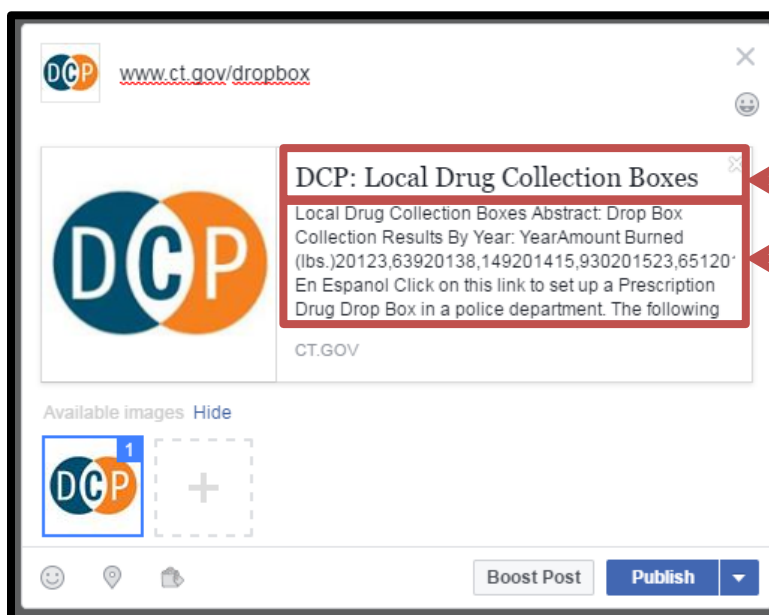 DCP www.ct.gov/dropbox
DCP
DCP: Local Drug Collection Boxes
Local Drug Collection Boxes Abstract: Drop Box
Collection Results By Year: YearAmount Burned
(lbs.)20123,63920138,149201415,930201523,651201
En Espanol Click on this link to set up a Prescription
Drug Drop Box in a police department. The following
CT.GOV
Available images Hide
DCP 1
Boost Post Publish